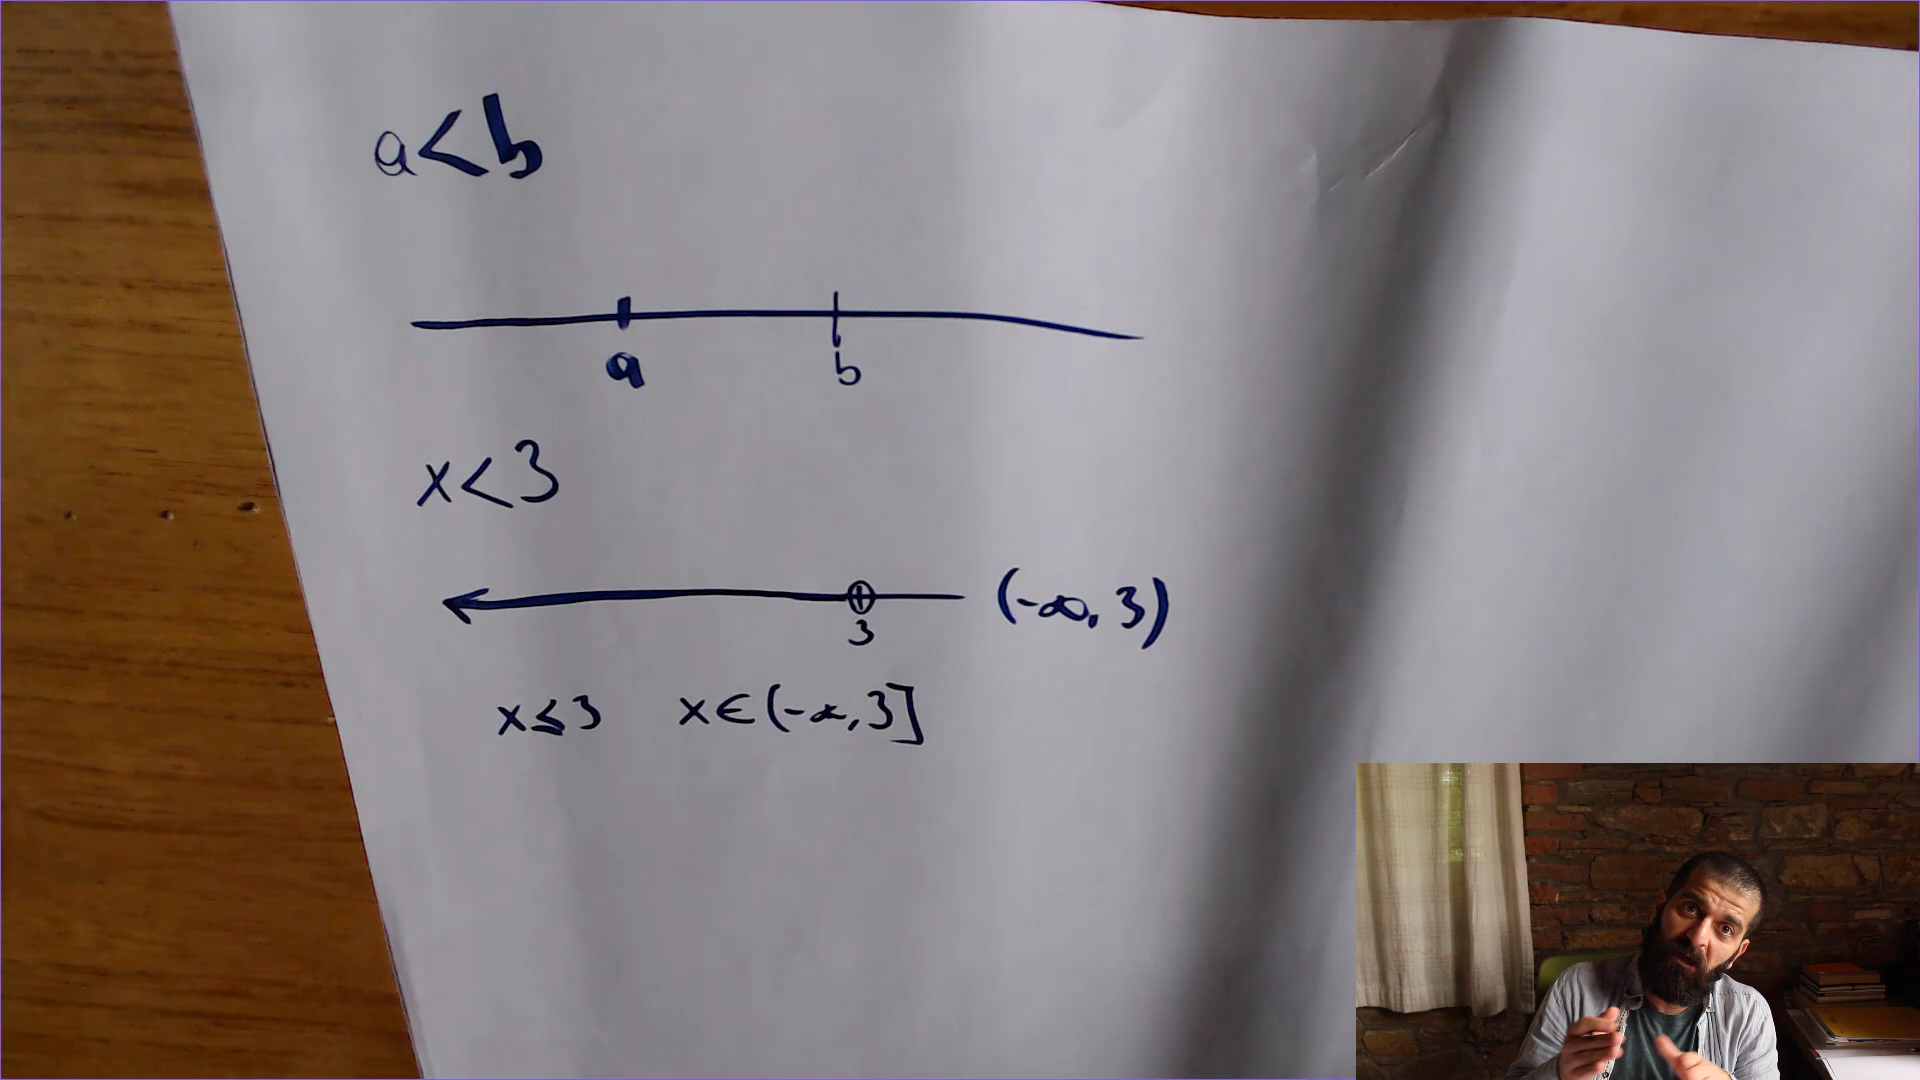 a<b
a b
x<3
3 (-∞, 3)
x≤3 x∈(-∞,3]